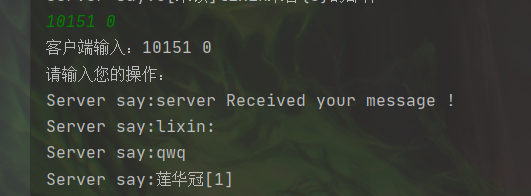 10151 0
客户端输入：10151 0
请输入您的操作：
Server say:server Received your message !
Server say:lixin:
Server say:qwq
Server say:莲华冠[1]